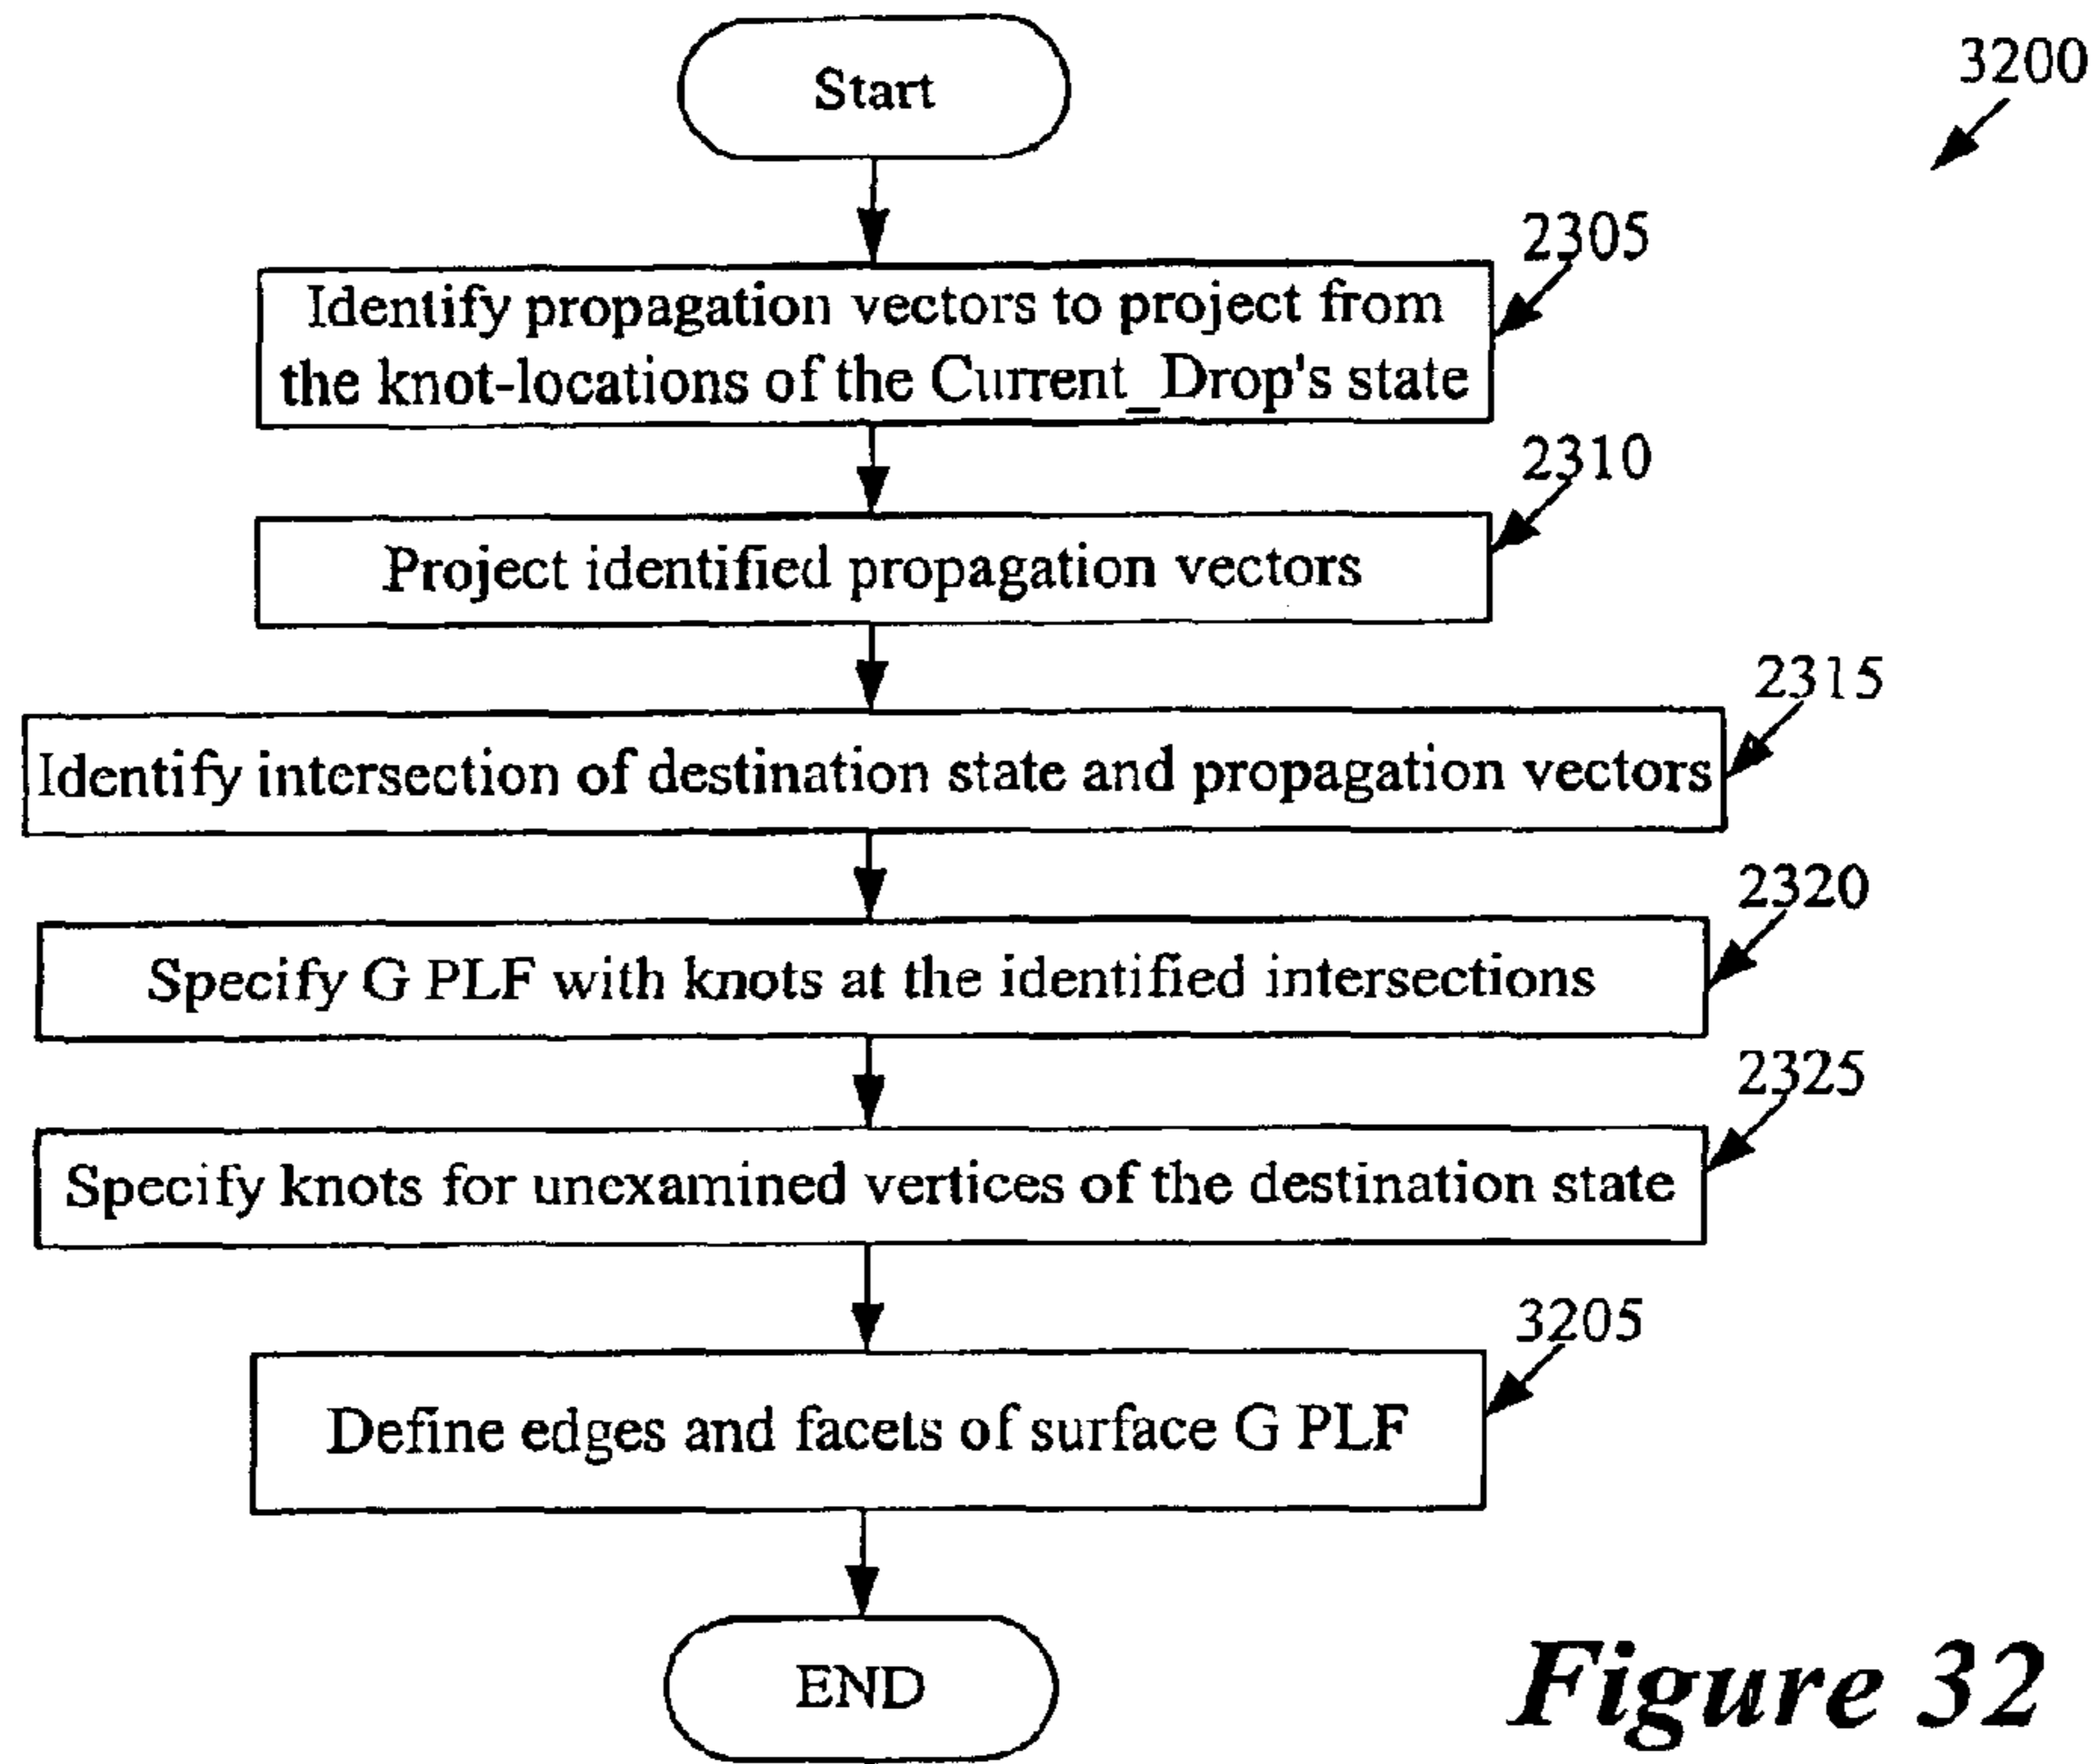 Start
3200
2305
Identify propagation vectors to project from
the knot-locations of the Current_Drop's state
2310
Project identified propagation vectors
2315
Identify intersection of destination state and propagation vectors
2320
Specify G PLF with knots at the identified intersections
2325
Specify knots for unexamined vertices of the destination state
3205
Define edges and facets of surface G PLF
END
Figure 32